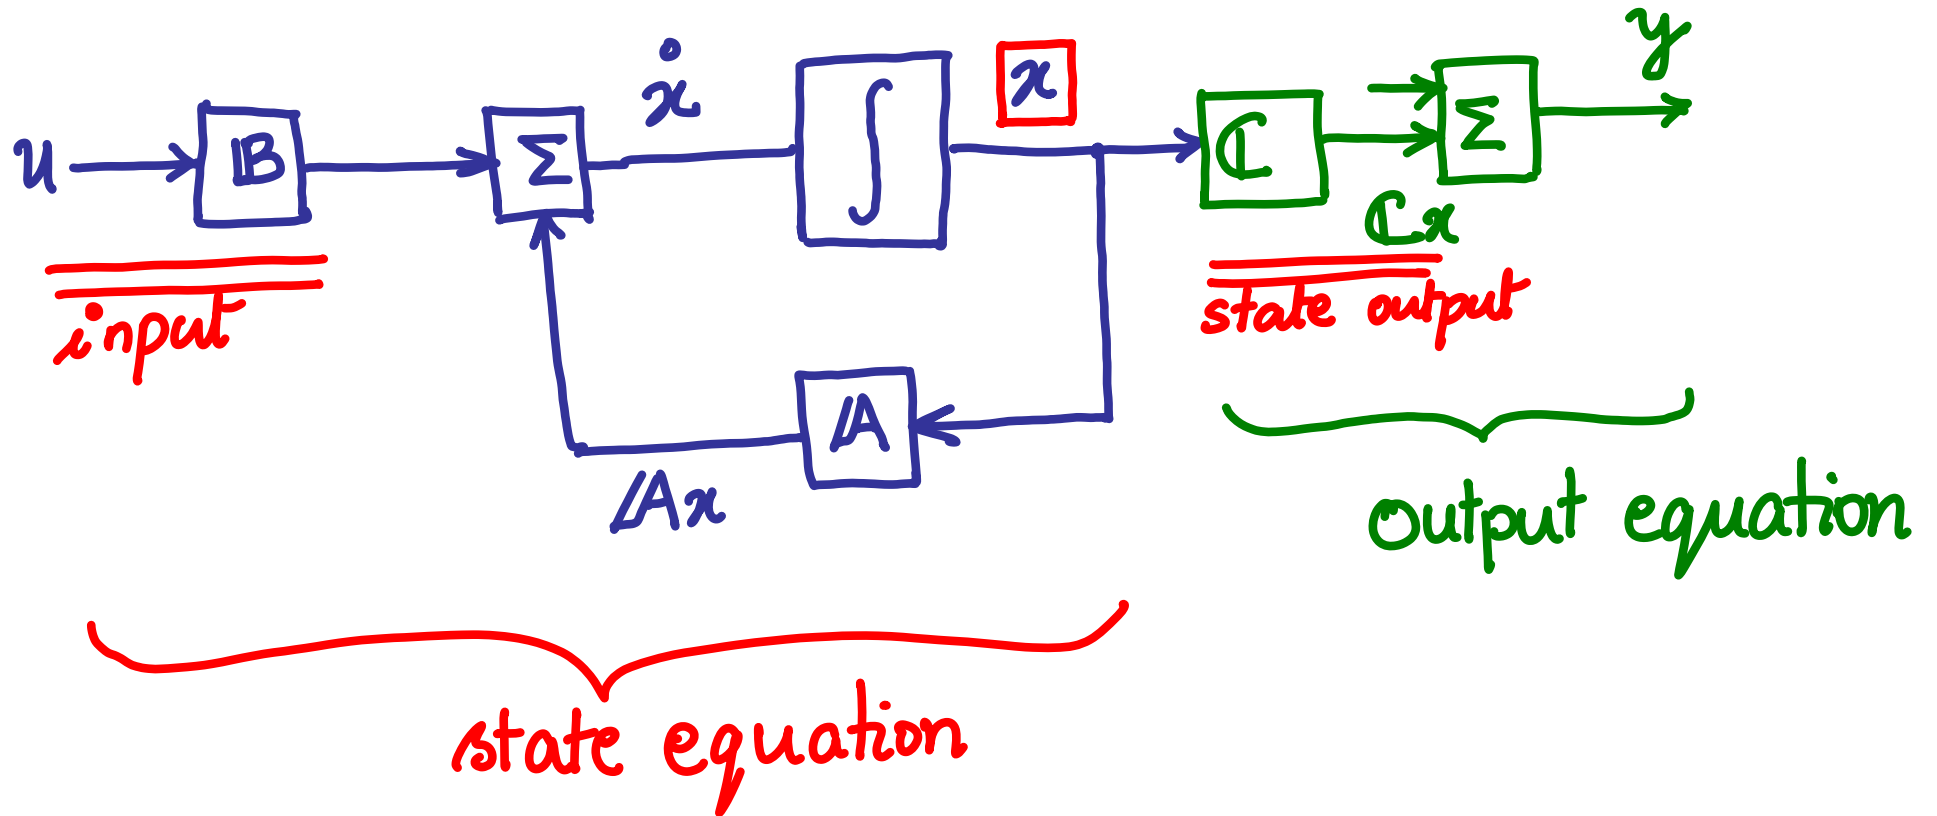 u
𝔹
Σ
ẋ
∫
x
ℂ
Σ
y
ℂx
input
state output
𝔸
𝔸x
output equation
state equation